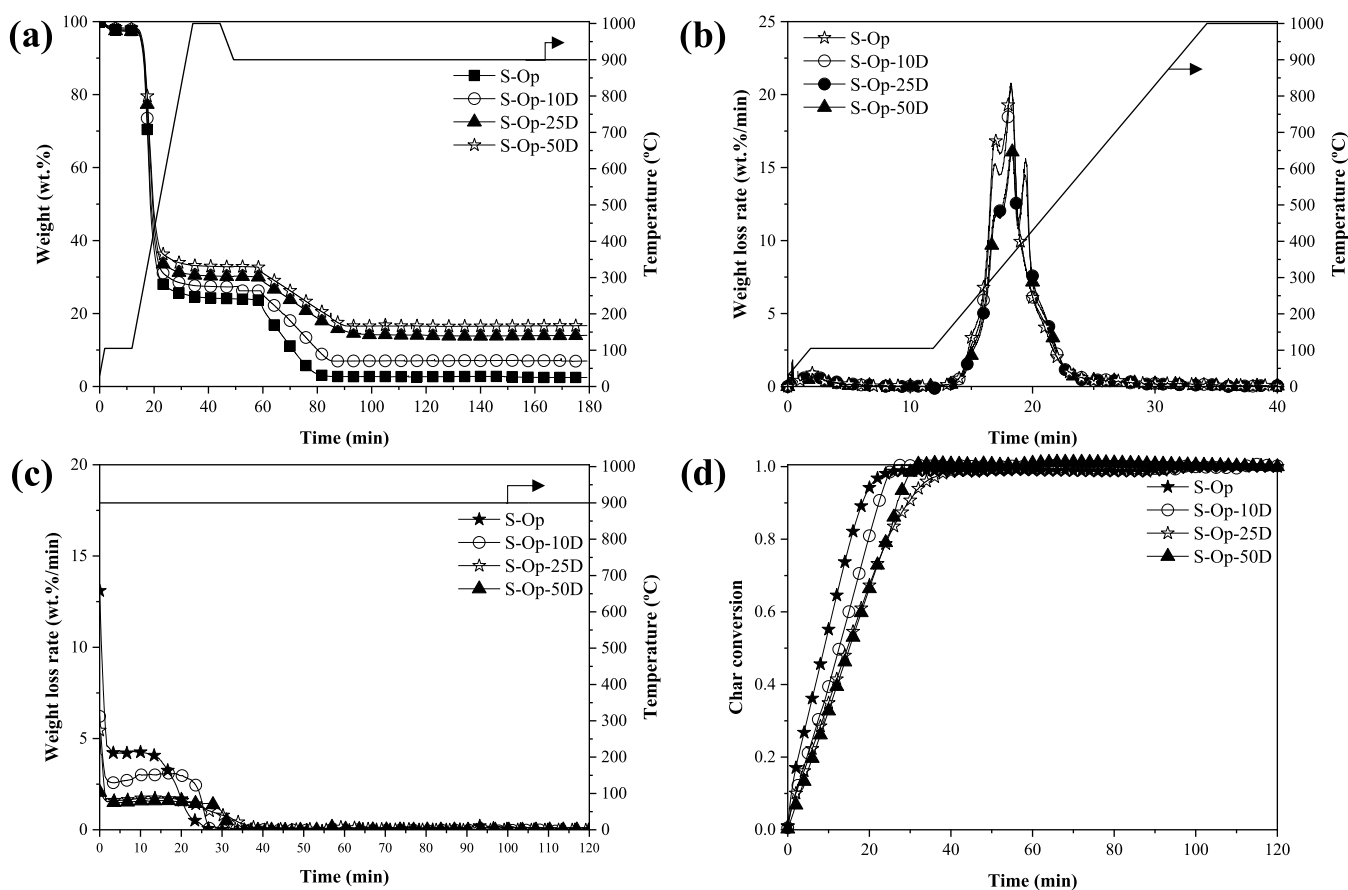 (a)
Weight (wt.%)
100
80
60
40
20
0
0 20 40 60 80 100 120 140 160 180
Time (min)
1000
900
800
700
600
500
400
300
200
100
0
Temperature (ºC)
S-Op
S-Op-10D
S-Op-25D
S-Op-50D
(b)
Weight loss rate (wt.%/min)
25
20
15
10
5
0
0 10 20 30 40
Time (min)
1000
900
800
700
600
500
400
300
200
100
0
Temperature (ºC)
S-Op
S-Op-10D
S-Op-25D
S-Op-50D
(c)
Weight loss rate (wt.%/min)
20
15
10
5
0
0 10 20 30 40 50 60 70 80 90 100 110 120
Time (min)
1000
900
800
700
600
500
400
300
200
100
0
Temperature (ºC)
S-Op
S-Op-10D
S-Op-25D
S-Op-50D
(d)
Char conversion
1.0
0.8
0.6
0.4
0.2
0.0
0 20 40 60 80 100 120
Time (min)
S-Op
S-Op-10D
S-Op-25D
S-Op-50D